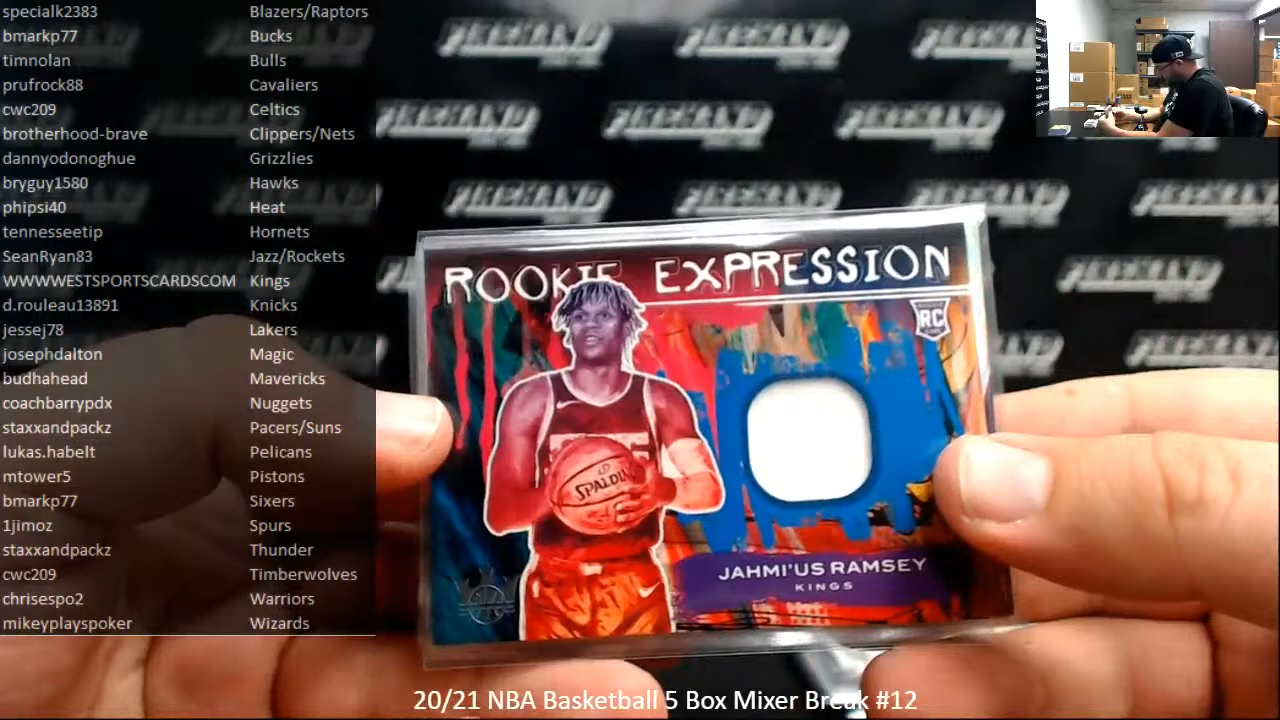 specialk2383 Blazers/Raptors
bmarkp77 Bucks
timnolan Bulls
prufrock88 Cavaliers
cwc209 Celtics
brotherhood-brave Clippers/Nets
dannyodonoghue Grizzlies
bryguy1580 Hawks
phipsi40 Heat
tennesseetip Hornets
SeanRyan83 Jazz/Rockets
WWWWESTSPORTSCARDSCOM Kings
d.rouleau13891 Knicks
jessej78 Lakers
josephdalton Magic
budhahead Mavericks
coachbarrypdx Nuggets
staxxandpackz Pacers/Suns
lukas.habelt Pelicans
mtower5 Pistons
bmarkp77 Sixers
1jimoz Spurs
staxxandpackz Thunder
cwc209 Timberwolves
chrisespo2 Warriors
mikeyplayspoker Wizards
ROOKIE EXPRESSION
RC
SPALDING
JAHMI'US RAMSEY
KINGS
20/21 NBA Basketball 5 Box Mixer Break #12